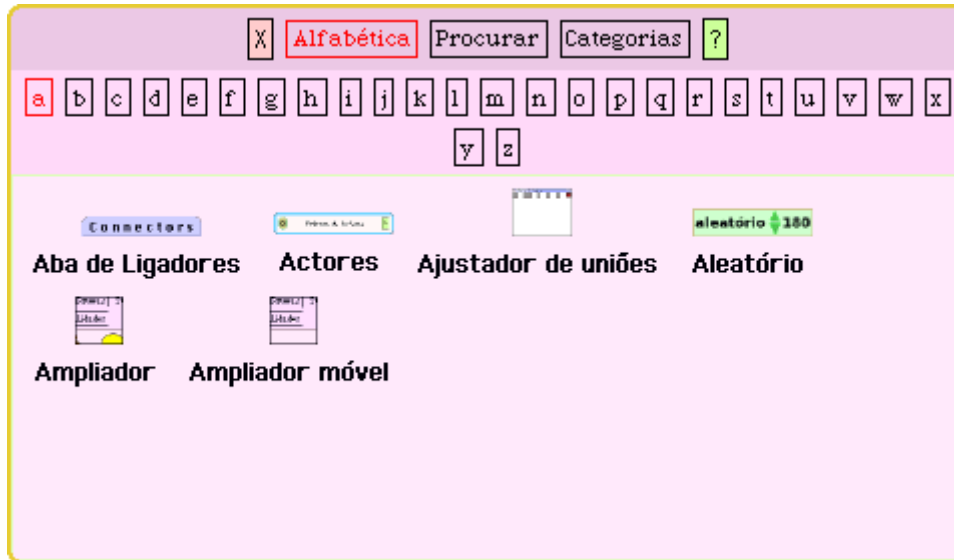 X Alfabética Procurar Categorias ?
a b c d e f g h i j k l m n o p q r s t u v w x
y z
Connectors aleatório 180
Aba de Ligadores Actores Ajustador de uniões Aleatório
Ampliador Ampliador móvel